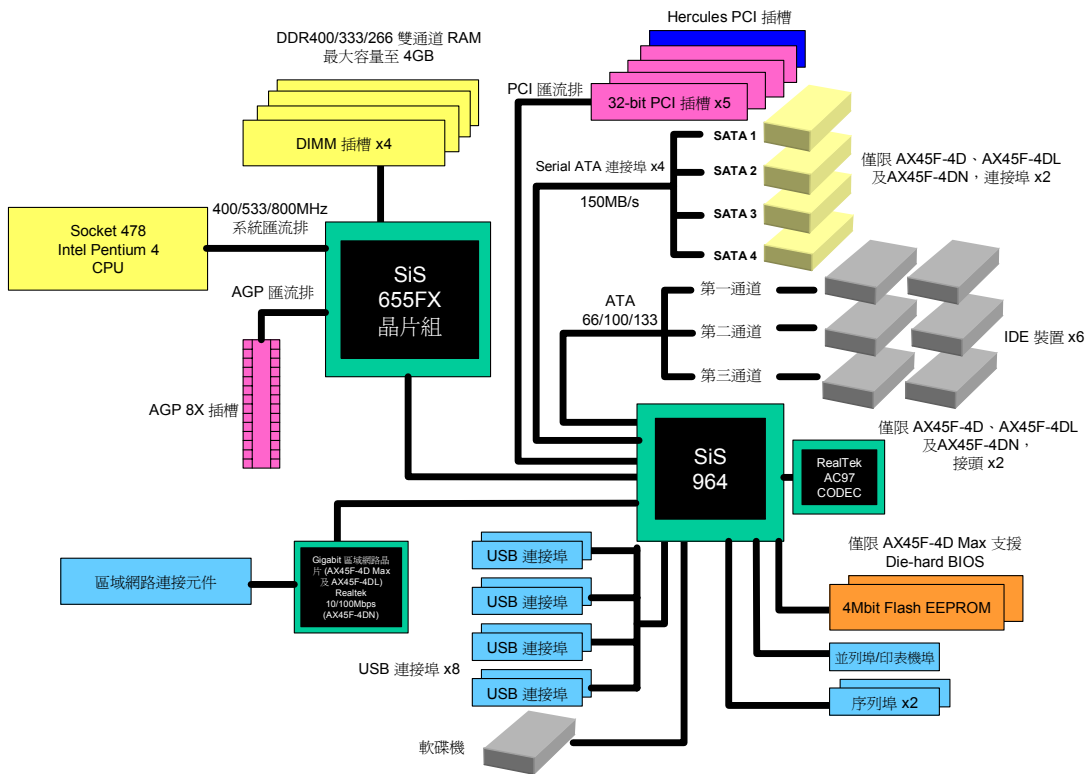 Hercules PCI 插槽
DDR400/333/266 雙通道 RAM
最大容量至 4GB
PCI 匯流排
32-bit PCI 插槽 x5
DIMM 插槽 x4
SATA 1
Serial ATA 連接埠 x4
SATA 2
150MB/s
SATA 3
SATA 4
僅限 AX45F-4D、AX45F-4DL
及AX45F-4DN，連接埠 x2
Socket 478
Intel Pentium 4
CPU
400/533/800MHz
系統匯流排
SiS
655FX
晶片組
AGP 匯流排
AGP 8X 插槽
ATA
66/100/133
第一通道
第二通道
第三通道
IDE 裝置 x6
僅限 AX45F-4D、AX45F-4DL
及AX45F-4DN，
接頭 x2
SiS
964
RealTek
AC97
CODEC
區域網路連接元件
Gigabit 區域網路晶
片 (AX45F-4D Max
及 AX45F-4DL)
Realtek
10/100Mbps
(AX45F-4DN)
USB 連接埠
USB 連接埠
USB 連接埠
USB 連接埠
USB 連接埠 x8
僅限 AX45F-4D Max 支援
Die-hard BIOS
4Mbit Flash EEPROM
並列埠/印表機埠
序列埠 x2
軟碟機